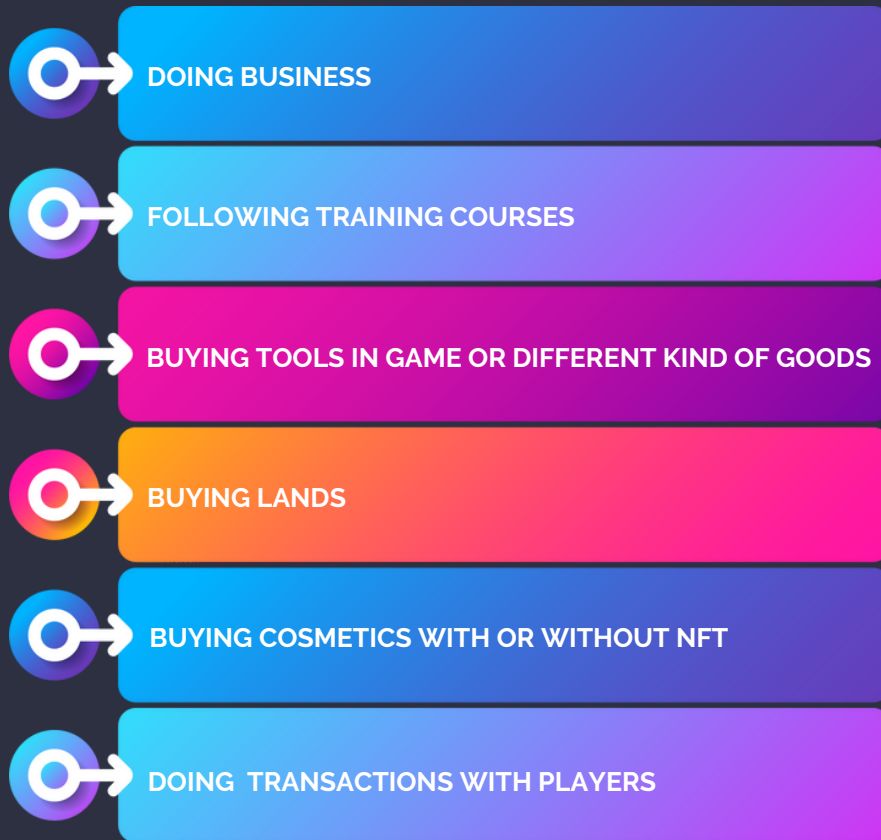 DOING BUSINESS
FOLLOWING TRAINING COURSES
BUYING TOOLS IN GAME OR DIFFERENT KIND OF GOODS
BUYING LANDS
BUYING COSMETICS WITH OR WITHOUT NFT
DOING  TRANSACTIONS WITH PLAYERS